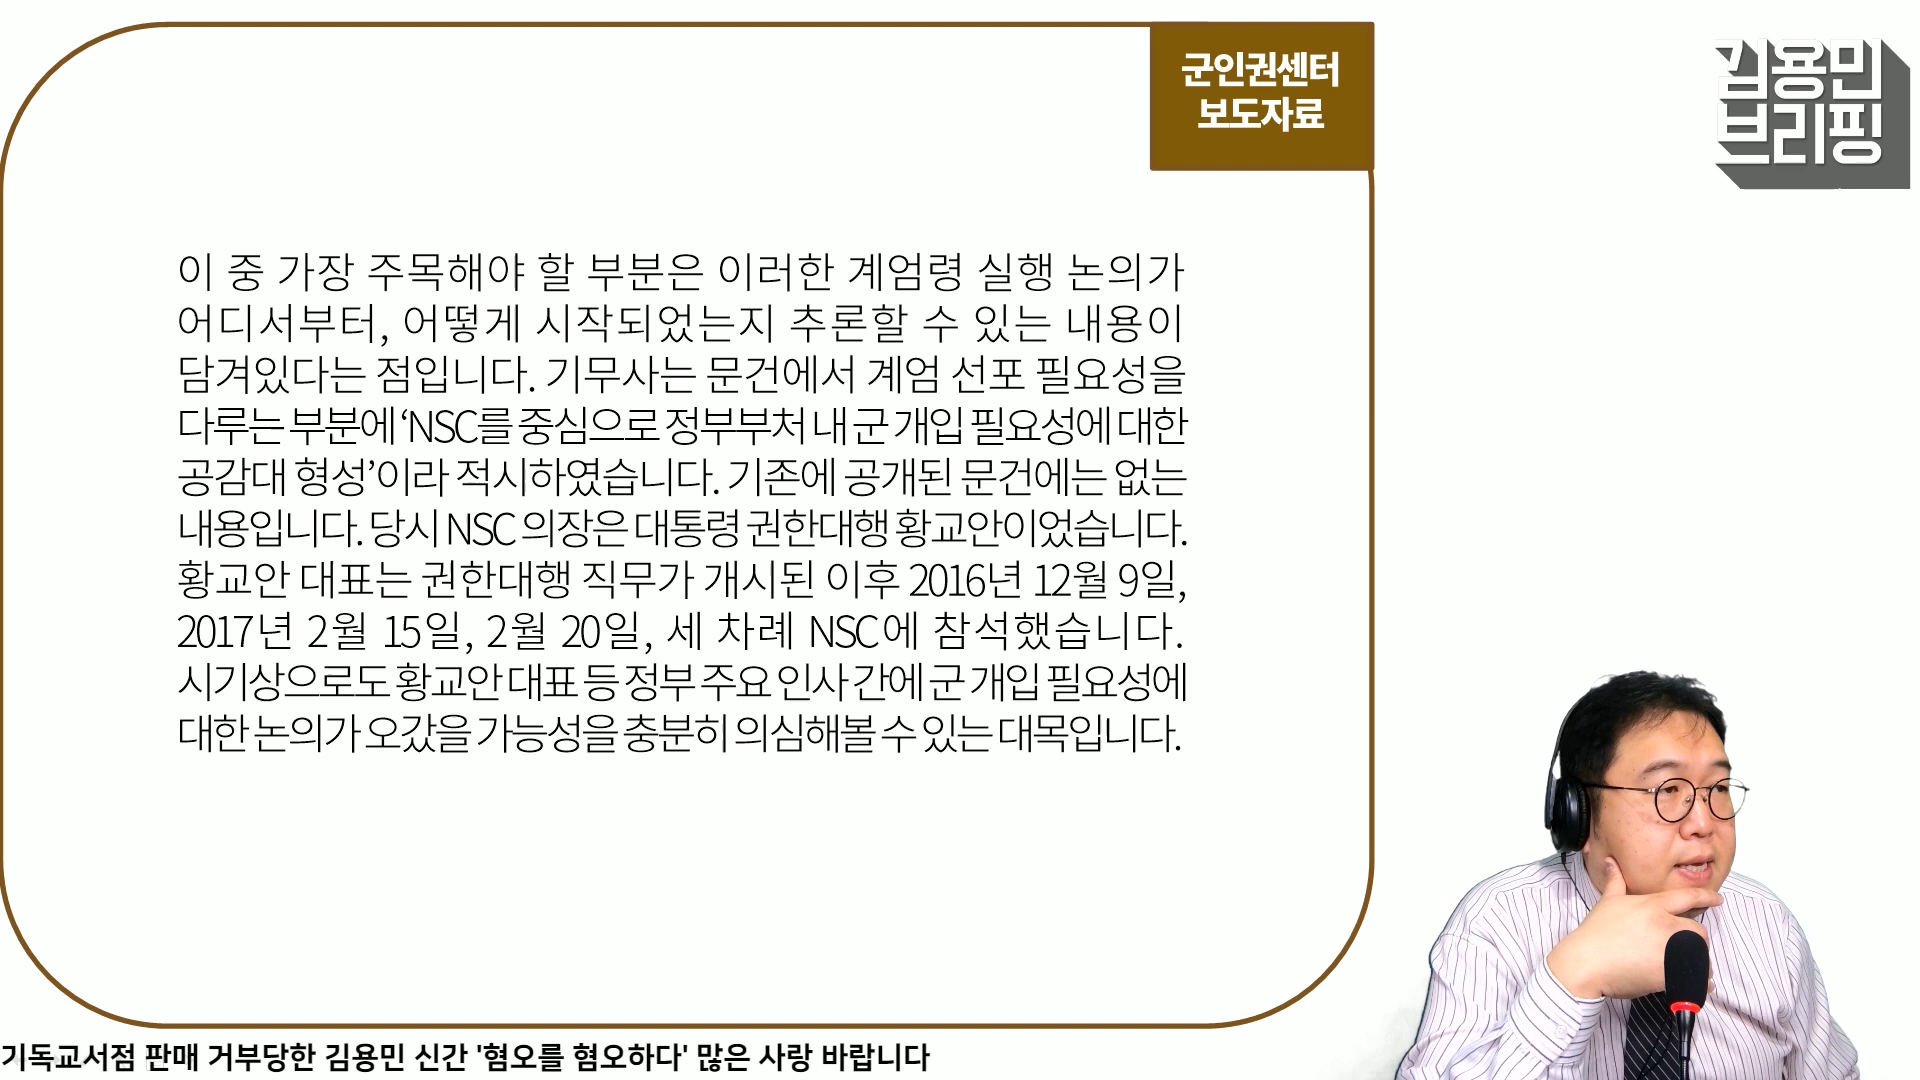 군인권센터
보도자료
김용민
브리핑
이 중 가장 주목해야 할 부분은 이러한 계엄령 실행 논의가
어디서부터, 어떻게 시작되었는지 추론할 수 있는 내용이
담겨있다는 점입니다. 기무사는 문건에서 계엄 선포 필요성을
다루는 부분에 ‘NSC를 중심으로 정부부처 내 군 개입 필요성에 대한
공감대 형성’이라 적시하였습니다. 기존에 공개된 문건에는 없는
내용입니다. 당시 NSC 의장은 대통령 권한대행 황교안이었습니다.
황교안 대표는 권한대행 직무가 개시된 이후 2016년 12월 9일,
2017년 2월 15일, 2월 20일, 세 차례 NSC에 참석했습니다.
시기상으로도 황교안 대표 등 정부 주요 인사 간에 군 개입 필요성에
대한 논의가 오갔을 가능성을 충분히 의심해볼 수 있는 대목입니다.
기독교서점 판매 거부당한 김용민 신간 '혐오를 혐오하다' 많은 사랑 바랍니다